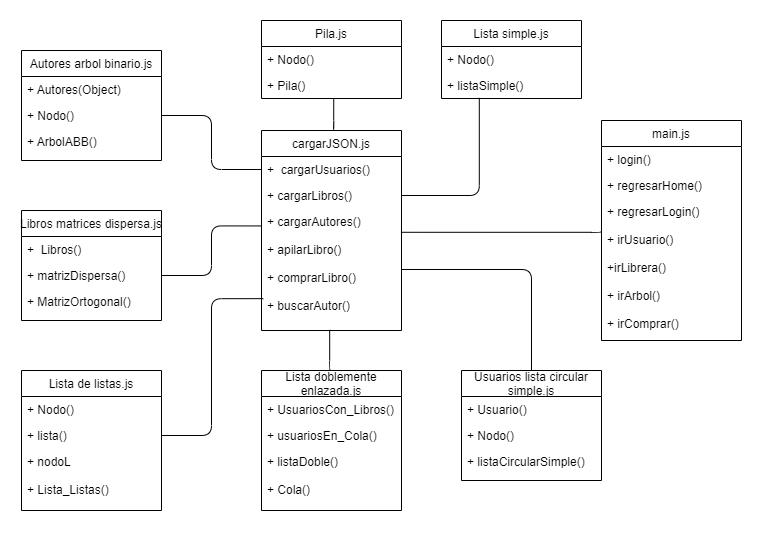 Pila.js
+ Nodo()
+ Pila()
Lista simple.js
+ Nodo()
+ listaSimple()
Autores arbol binario.js
+ Autores(Object)
+ Nodo()
+ ArbolABB()
cargarJSON.js
+ cargarUsuarios()
+ cargarLibros()
+ cargarAutores()
+ apilarLibro()
+ comprarLibro()
+ buscarAutor()
main.js
+ login()
+ regresarHome()
+ regresarLogin()
+ irUsuario()
+irLibrera()
+ irArbol()
+ irComprar()
Libros matrices dispersa.js
+ Libros()
+ matrizDispersa()
+ MatrizOrtogonal()
Lista de listas.js
+ Nodo()
+ lista()
+ nodoL
+ Lista_Listas()
Lista doblemente
enlazada.js
+ UsuariosCon_Libros()
+ usuariosEn_Cola()
+ listaDoble()
+ Cola()
Usuarios lista circular
simple.js
+ Usuario()
+ Nodo()
+ listaCircularSimple()